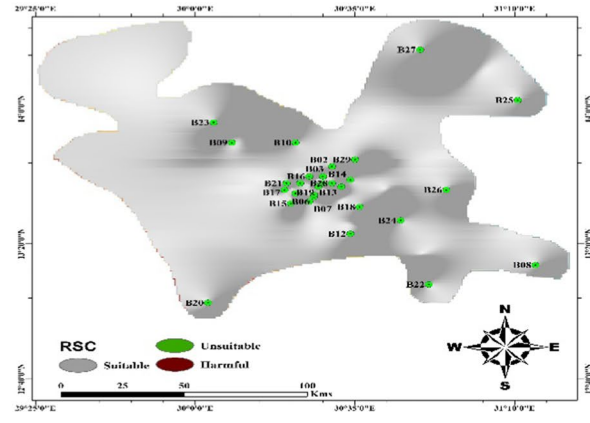 29°25'0"E 30°0'0"E 30°35'0"E 31°10'0"E
B27
B25
14°0'0"N
B23
B09 B10
B02 B29
B03
B16 B14
B21 B28
B17 B19 B13
B26
B15 B06
B07 B18
B24
B12
13°20'0"N
B08
B22
B20
N
RSC Unsuitable
W E
Suitable Harmful
S
0 25 50 100
Kms
12°40'0"N
29°25'0"E 30°0'0"E 30°35'0"E 31°10'0"E